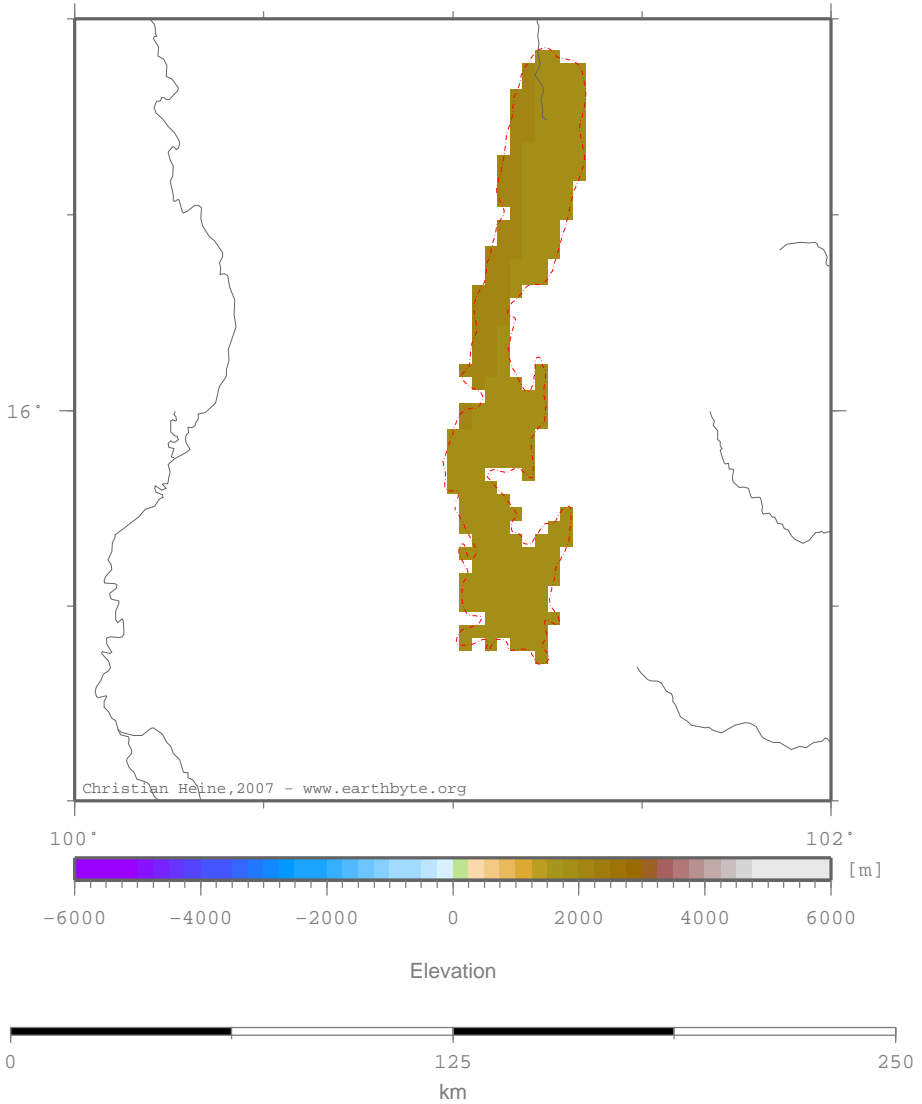 16°
Christian Heine, 2007 - www.earthbyte.org
100° 102°
[m]
-6000 -4000 -2000 0 2000 4000 6000
Elevation
0 125 250
km